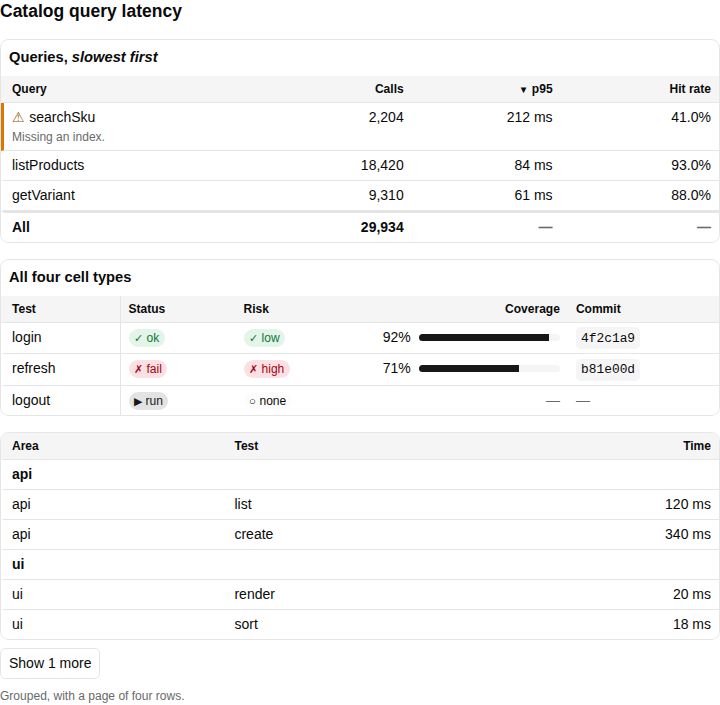 Catalog query latency
Queries, slowest first
Query Calls ▼ p95 Hit rate
⚠ searchSku 2,204 212 ms 41.0%
Missing an index.
listProducts 18,420 84 ms 93.0%
getVariant 9,310 61 ms 88.0%
All 29,934 — —
All four cell types
Test Status Risk Coverage Commit
login ✓ ok ✓ low 92% 4f2c1a9
refresh ✗ fail ✗ high 71% b81e00d
logout ▶ run ○ none — —
Area Test Time
api
api list 120 ms
api create 340 ms
ui
ui render 20 ms
ui sort 18 ms
Show 1 more
Grouped, with a page of four rows.